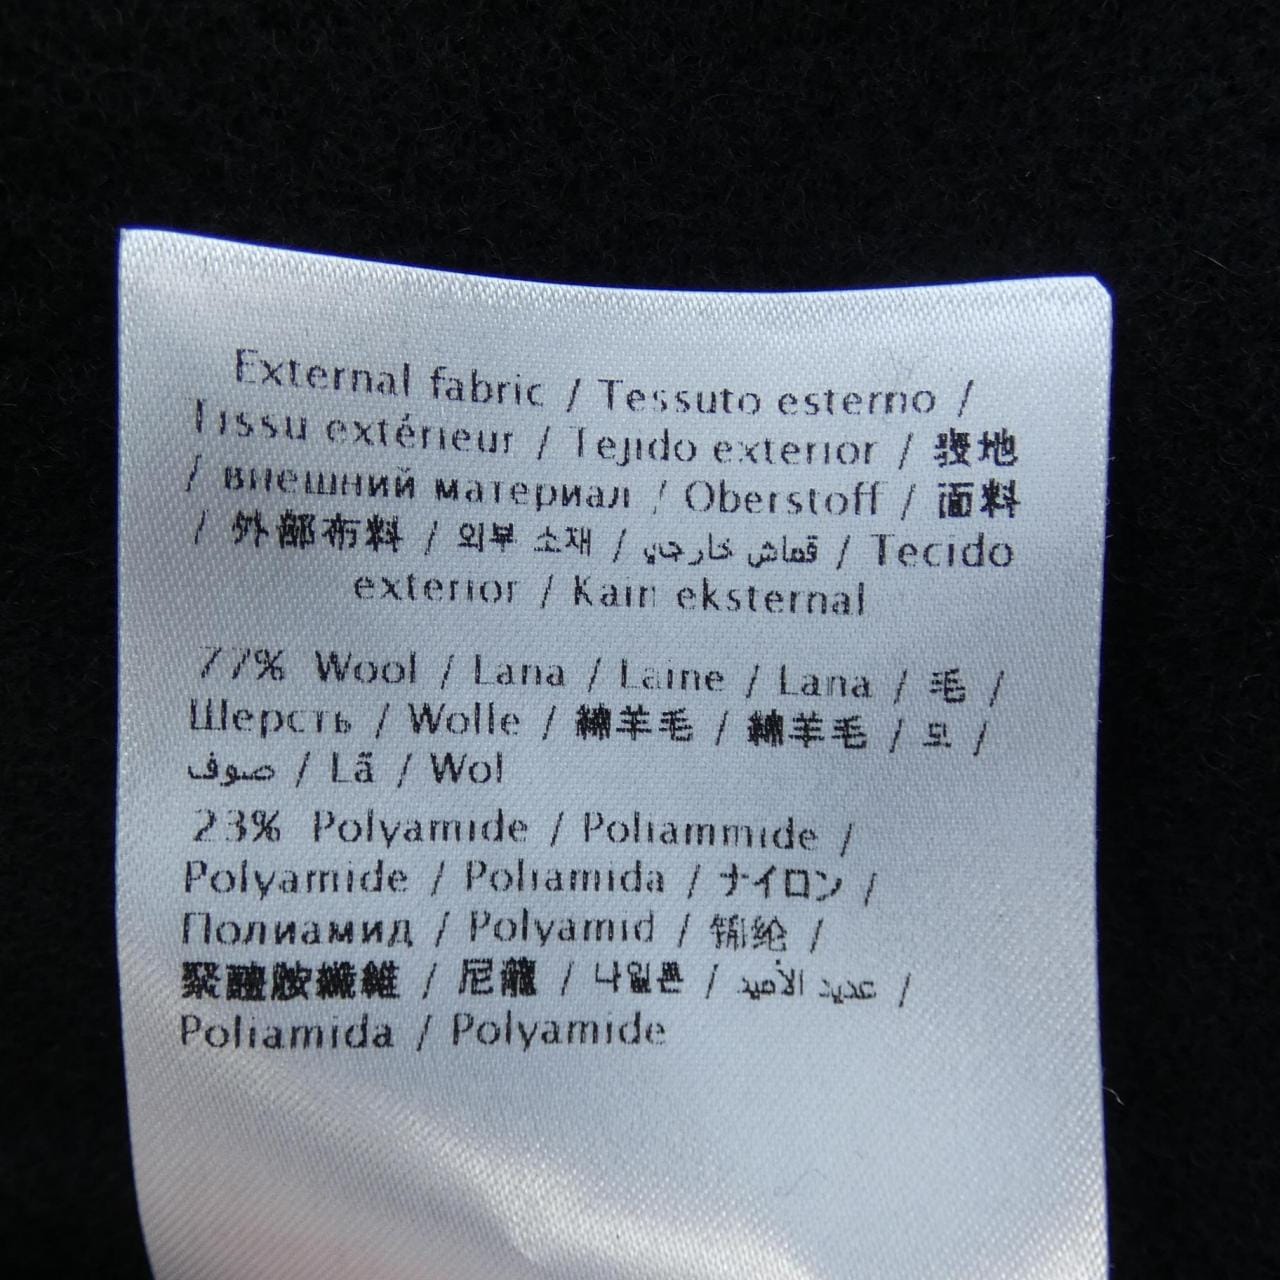 External fabric / Tessuto esterno /
Tissu extérieur / Tejido exterior / 表地
/ внешний материал / Oberstoff / 面料
/ 外部布料 / 외부 소재 / قماش خارجي / Tecido
exterior / Kain eksternal
77% Wool / Lana / Laine / Lana / 毛 /
Шерсть / Wolle / 綿羊毛 / 綿羊毛 / 모 /
صوف / Lã / Wol
23% Polyamide / Poliammide /
Polyamide / Poliamida / ナイロン /
Полиамид / Polyamid / 锦纶 /
聚醯胺纖維 / 尼龍 / 나일론 / عديد الأميد /
Poliamida / Polyamide